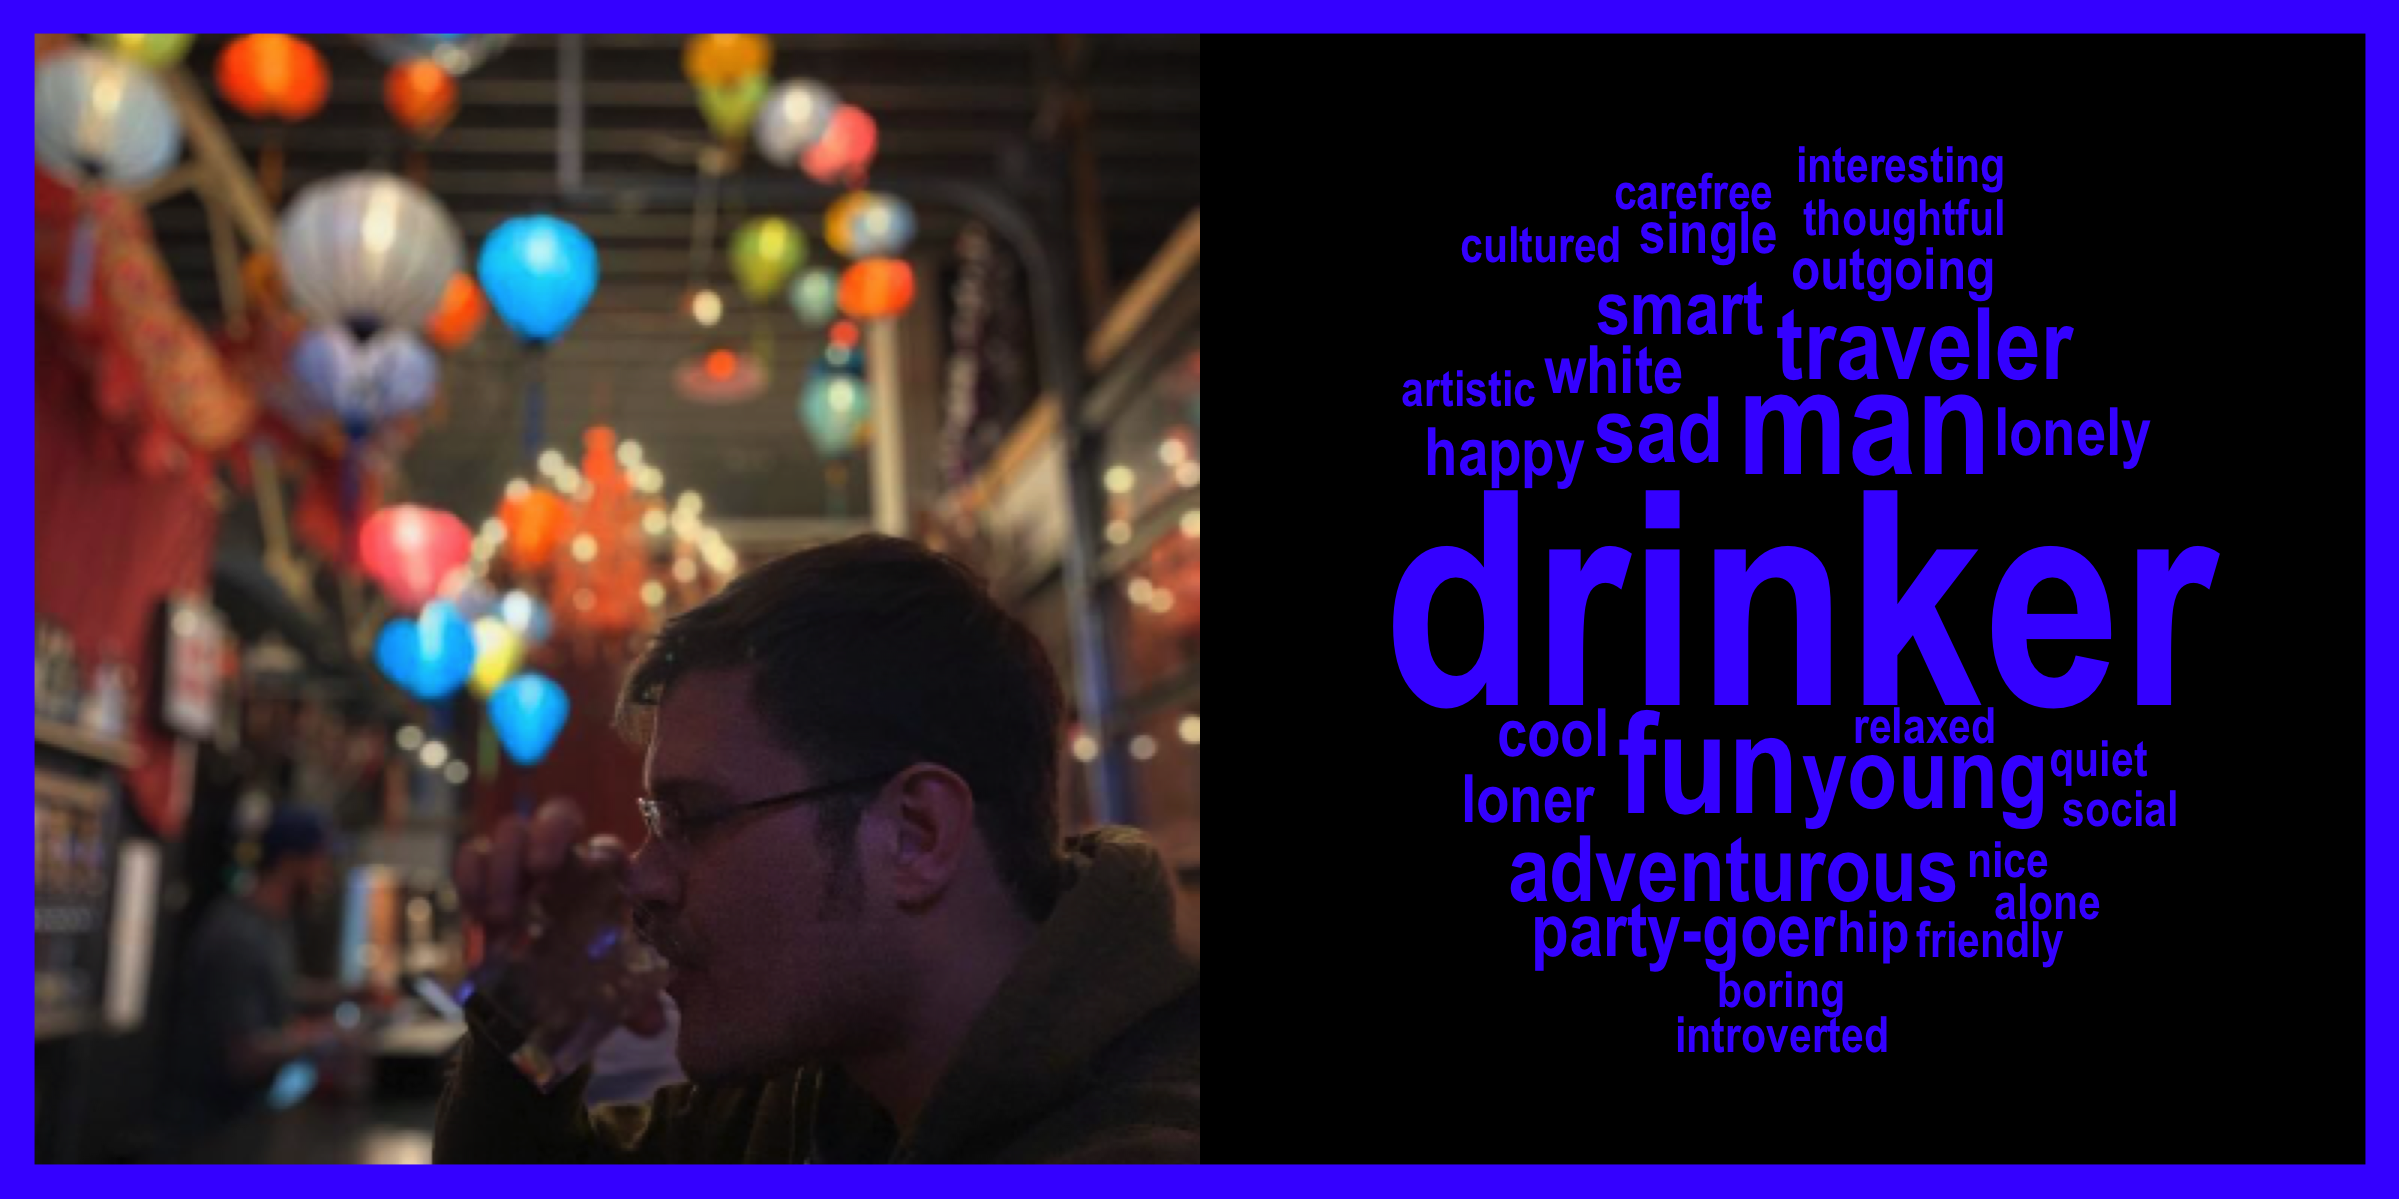 interesting
carefree
thoughtful
cultured single
outgoing
smart
traveler
artistic white
happy sad man lonely
drinker
cool fun relaxed
young quiet
loner
social
adventurous nice
alone
party-goer hip friendly
boring
introverted